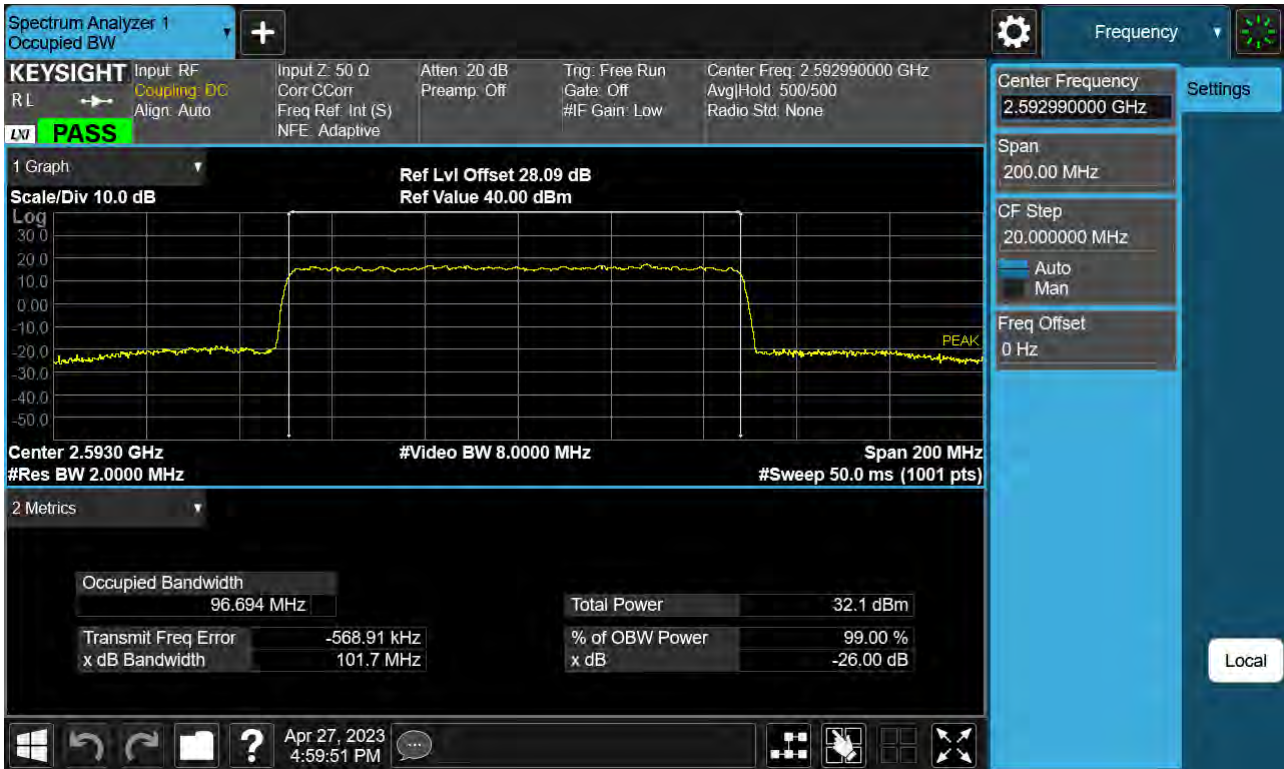 Spectrum Analyzer 1
Occupied BW
+
Frequency
KEYSIGHT
R L
LXI
PASS
Input: RF
Coupling: DC
Align: Auto
Input Z: 50 Ω
Corr CCorr
Freq Ref: Int (S)
NFE: Adaptive
Atten: 20 dB
Preamp: Off
Trig: Free Run
Gate: Off
#IF Gain: Low
Center Freq: 2.592990000 GHz
Avg|Hold: 500/500
Radio Std: None
1 Graph
Scale/Div 10.0 dB
Ref Lvl Offset 28.09 dB
Ref Value 40.00 dBm
Log
30.0
20.0
10.0
0.00
-10.0
-20.0
-30.0
-40.0
-50.0
PEAK
Center 2.5930 GHz
#Video BW 8.0000 MHz
Span 200 MHz
#Res BW 2.0000 MHz
#Sweep 50.0 ms (1001 pts)
2 Metrics
Occupied Bandwidth
96.694 MHz
Total Power 32.1 dBm
Transmit Freq Error -568.91 kHz
% of OBW Power 99.00 %
x dB Bandwidth 101.7 MHz
x dB -26.00 dB
Center Frequency
2.592990000 GHz
Settings
Span
200.00 MHz
CF Step
20.000000 MHz
Auto
Man
Freq Offset
0 Hz
Local
?
Apr 27, 2023
4:59:51 PM